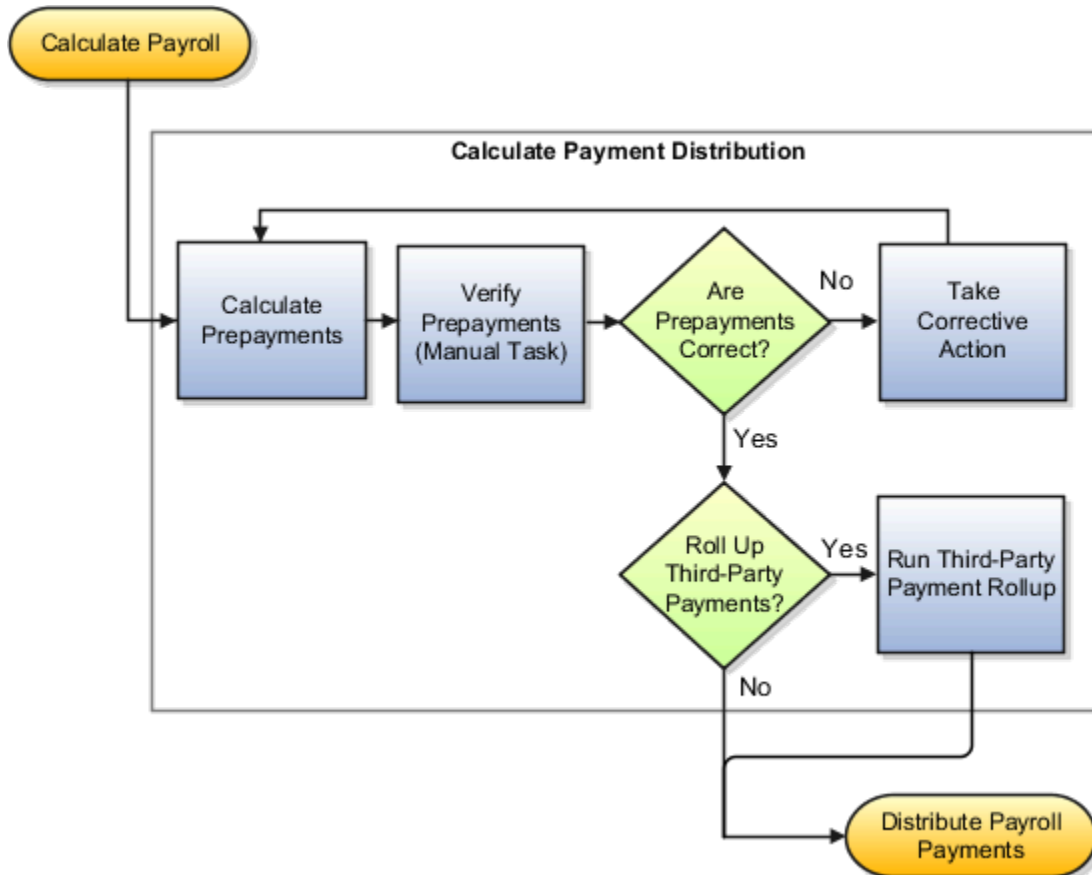 Calculate Payroll
Calculate Payment Distribution
Calculate
Prepayments
Verify
Prepayments
(Manual Task)
Are
Prepayments
Correct?
No
Take
Corrective
Action
Yes
Roll Up
Third-Party
Payments?
Yes
Run Third-Party
Payment Rollup
No
Distribute Payroll
Payments